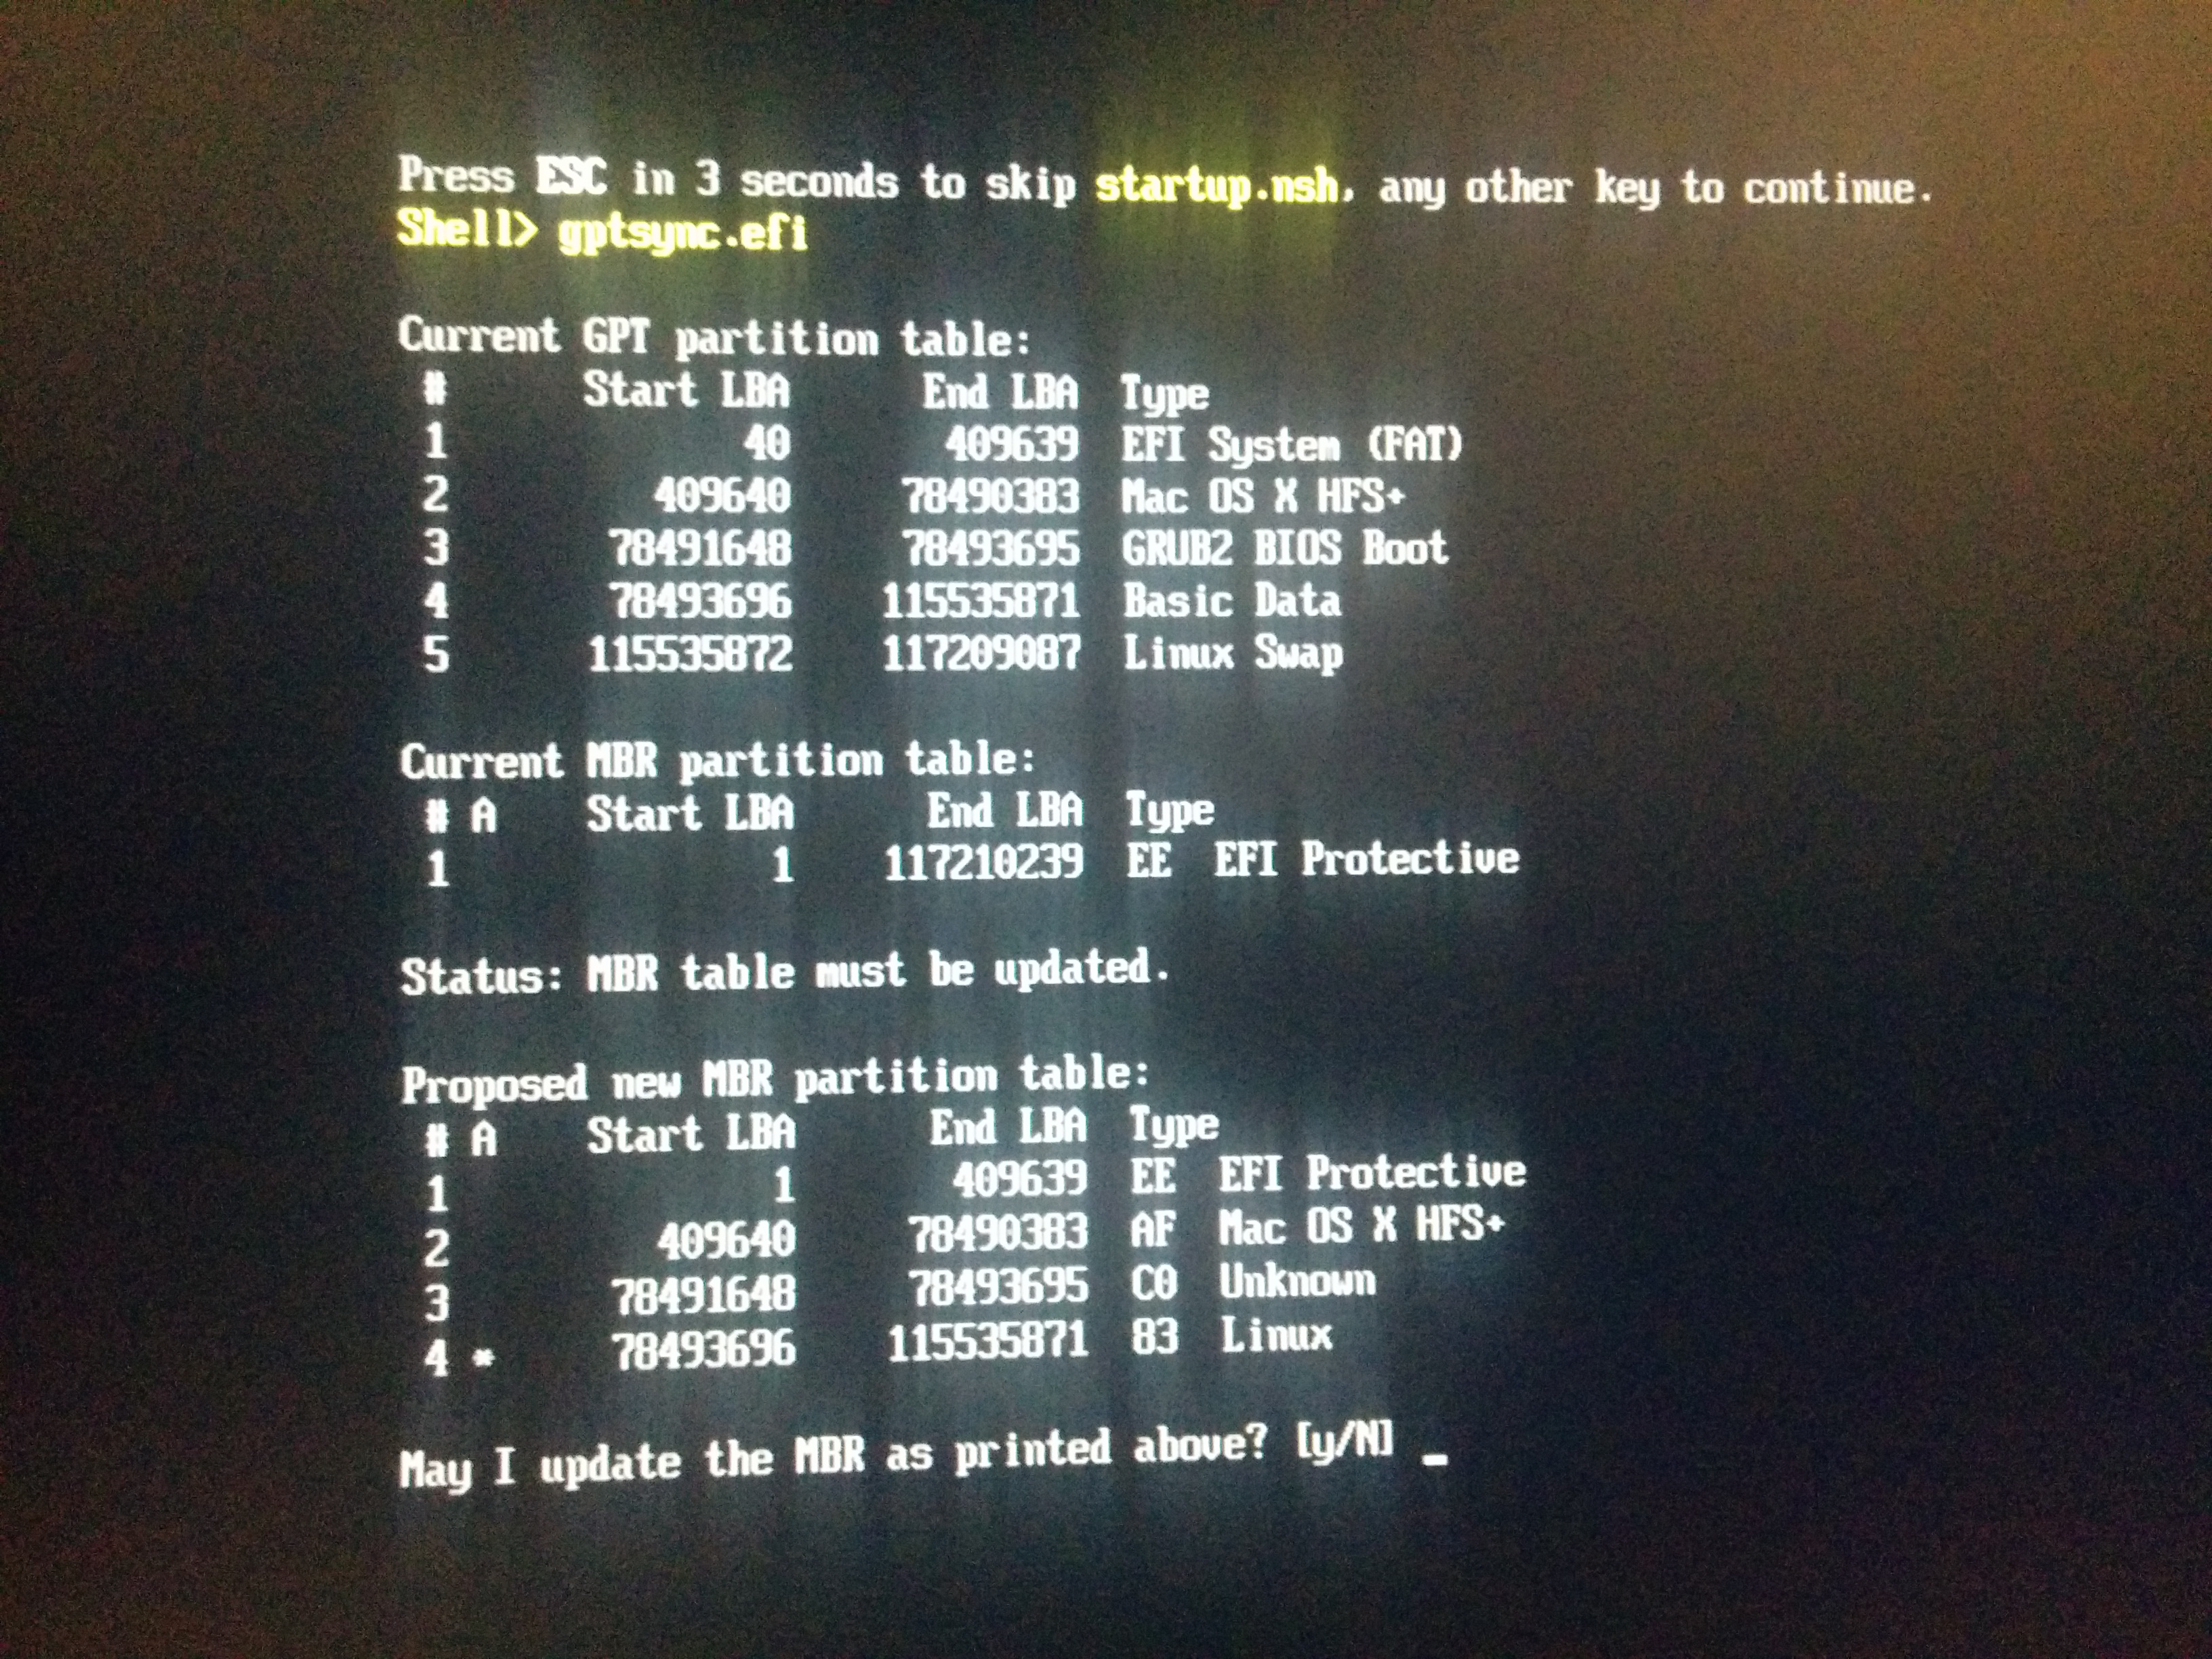 Press ESC in 3 seconds to skip startup.nsh, any other key to continue.
Shell> gptsync.efi
Current GPT partition table:
# Start LBA End LBA Type
1 40 409639 EFI System (FAT)
2 409640 78490383 Mac OS X HFS+
3 78491648 78493695 GRUB2 BIOS Boot
4 78493696 115535871 Basic Data
5 115535872 117209087 Linux Swap
Current MBR partition table:
# A Start LBA End LBA Type
1 1 117210239 EE EFI Protective
Status: MBR table must be updated.
Proposed new MBR partition table:
# A Start LBA End LBA Type
1 1 409639 EE EFI Protective
2 409640 78490383 AF Mac OS X HFS+
3 78491648 78493695 C0 Unknown
4 * 78493696 115535871 83 Linux
May I update the MBR as printed above? [y/N] _